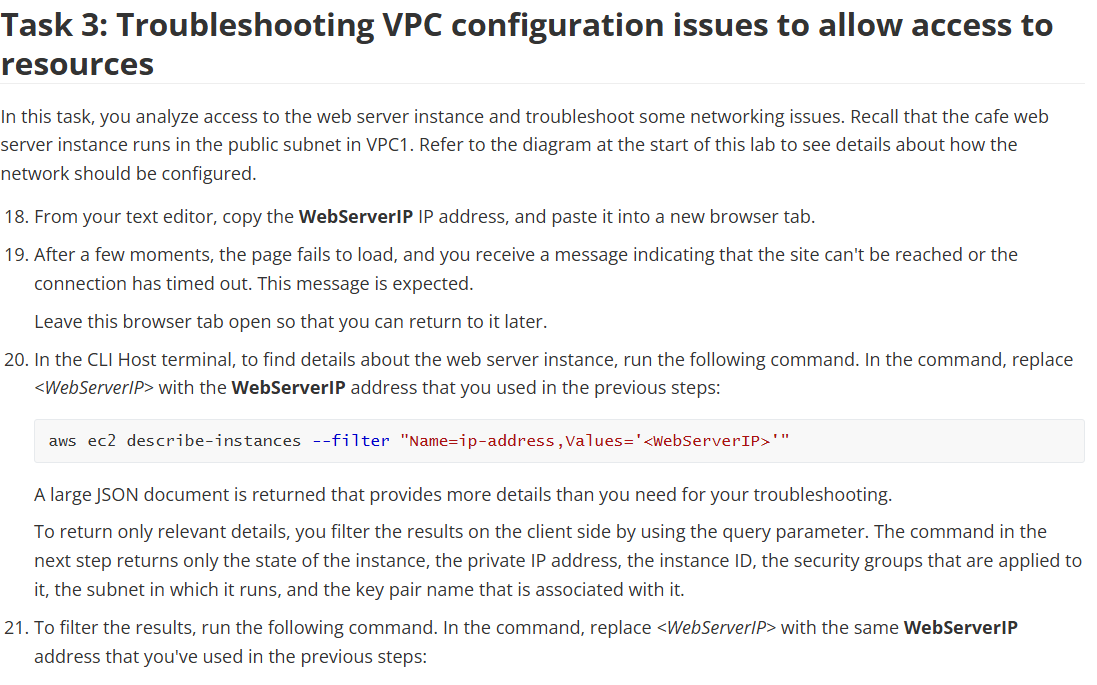 Task 3: Troubleshooting VPC configuration issues to allow access to
resources
In this task, you analyze access to the web server instance and troubleshoot some networking issues. Recall that the cafe web
server instance runs in the public subnet in VPC1. Refer to the diagram at the start of this lab to see details about how the
network should be configured.
18. From your text editor, copy the WebServerIP IP address, and paste it into a new browser tab.
19. After a few moments, the page fails to load, and you receive a message indicating that the site can't be reached or the
connection has timed out. This message is expected.
Leave this browser tab open so that you can return to it later.
20. In the CLI Host terminal, to find details about the web server instance, run the following command. In the command, replace
<WebServerIP> with the WebServerIP address that you used in the previous steps:
aws ec2 describe-instances --filter "Name=ip-address,Values='<WebServerIP>'"
A large JSON document is returned that provides more details than you need for your troubleshooting.
To return only relevant details, you filter the results on the client side by using the query parameter. The command in the
next step returns only the state of the instance, the private IP address, the instance ID, the security groups that are applied to
it, the subnet in which it runs, and the key pair name that is associated with it.
21. To filter the results, run the following command. In the command, replace <WebServerIP> with the same WebServerIP
address that you've used in the previous steps: